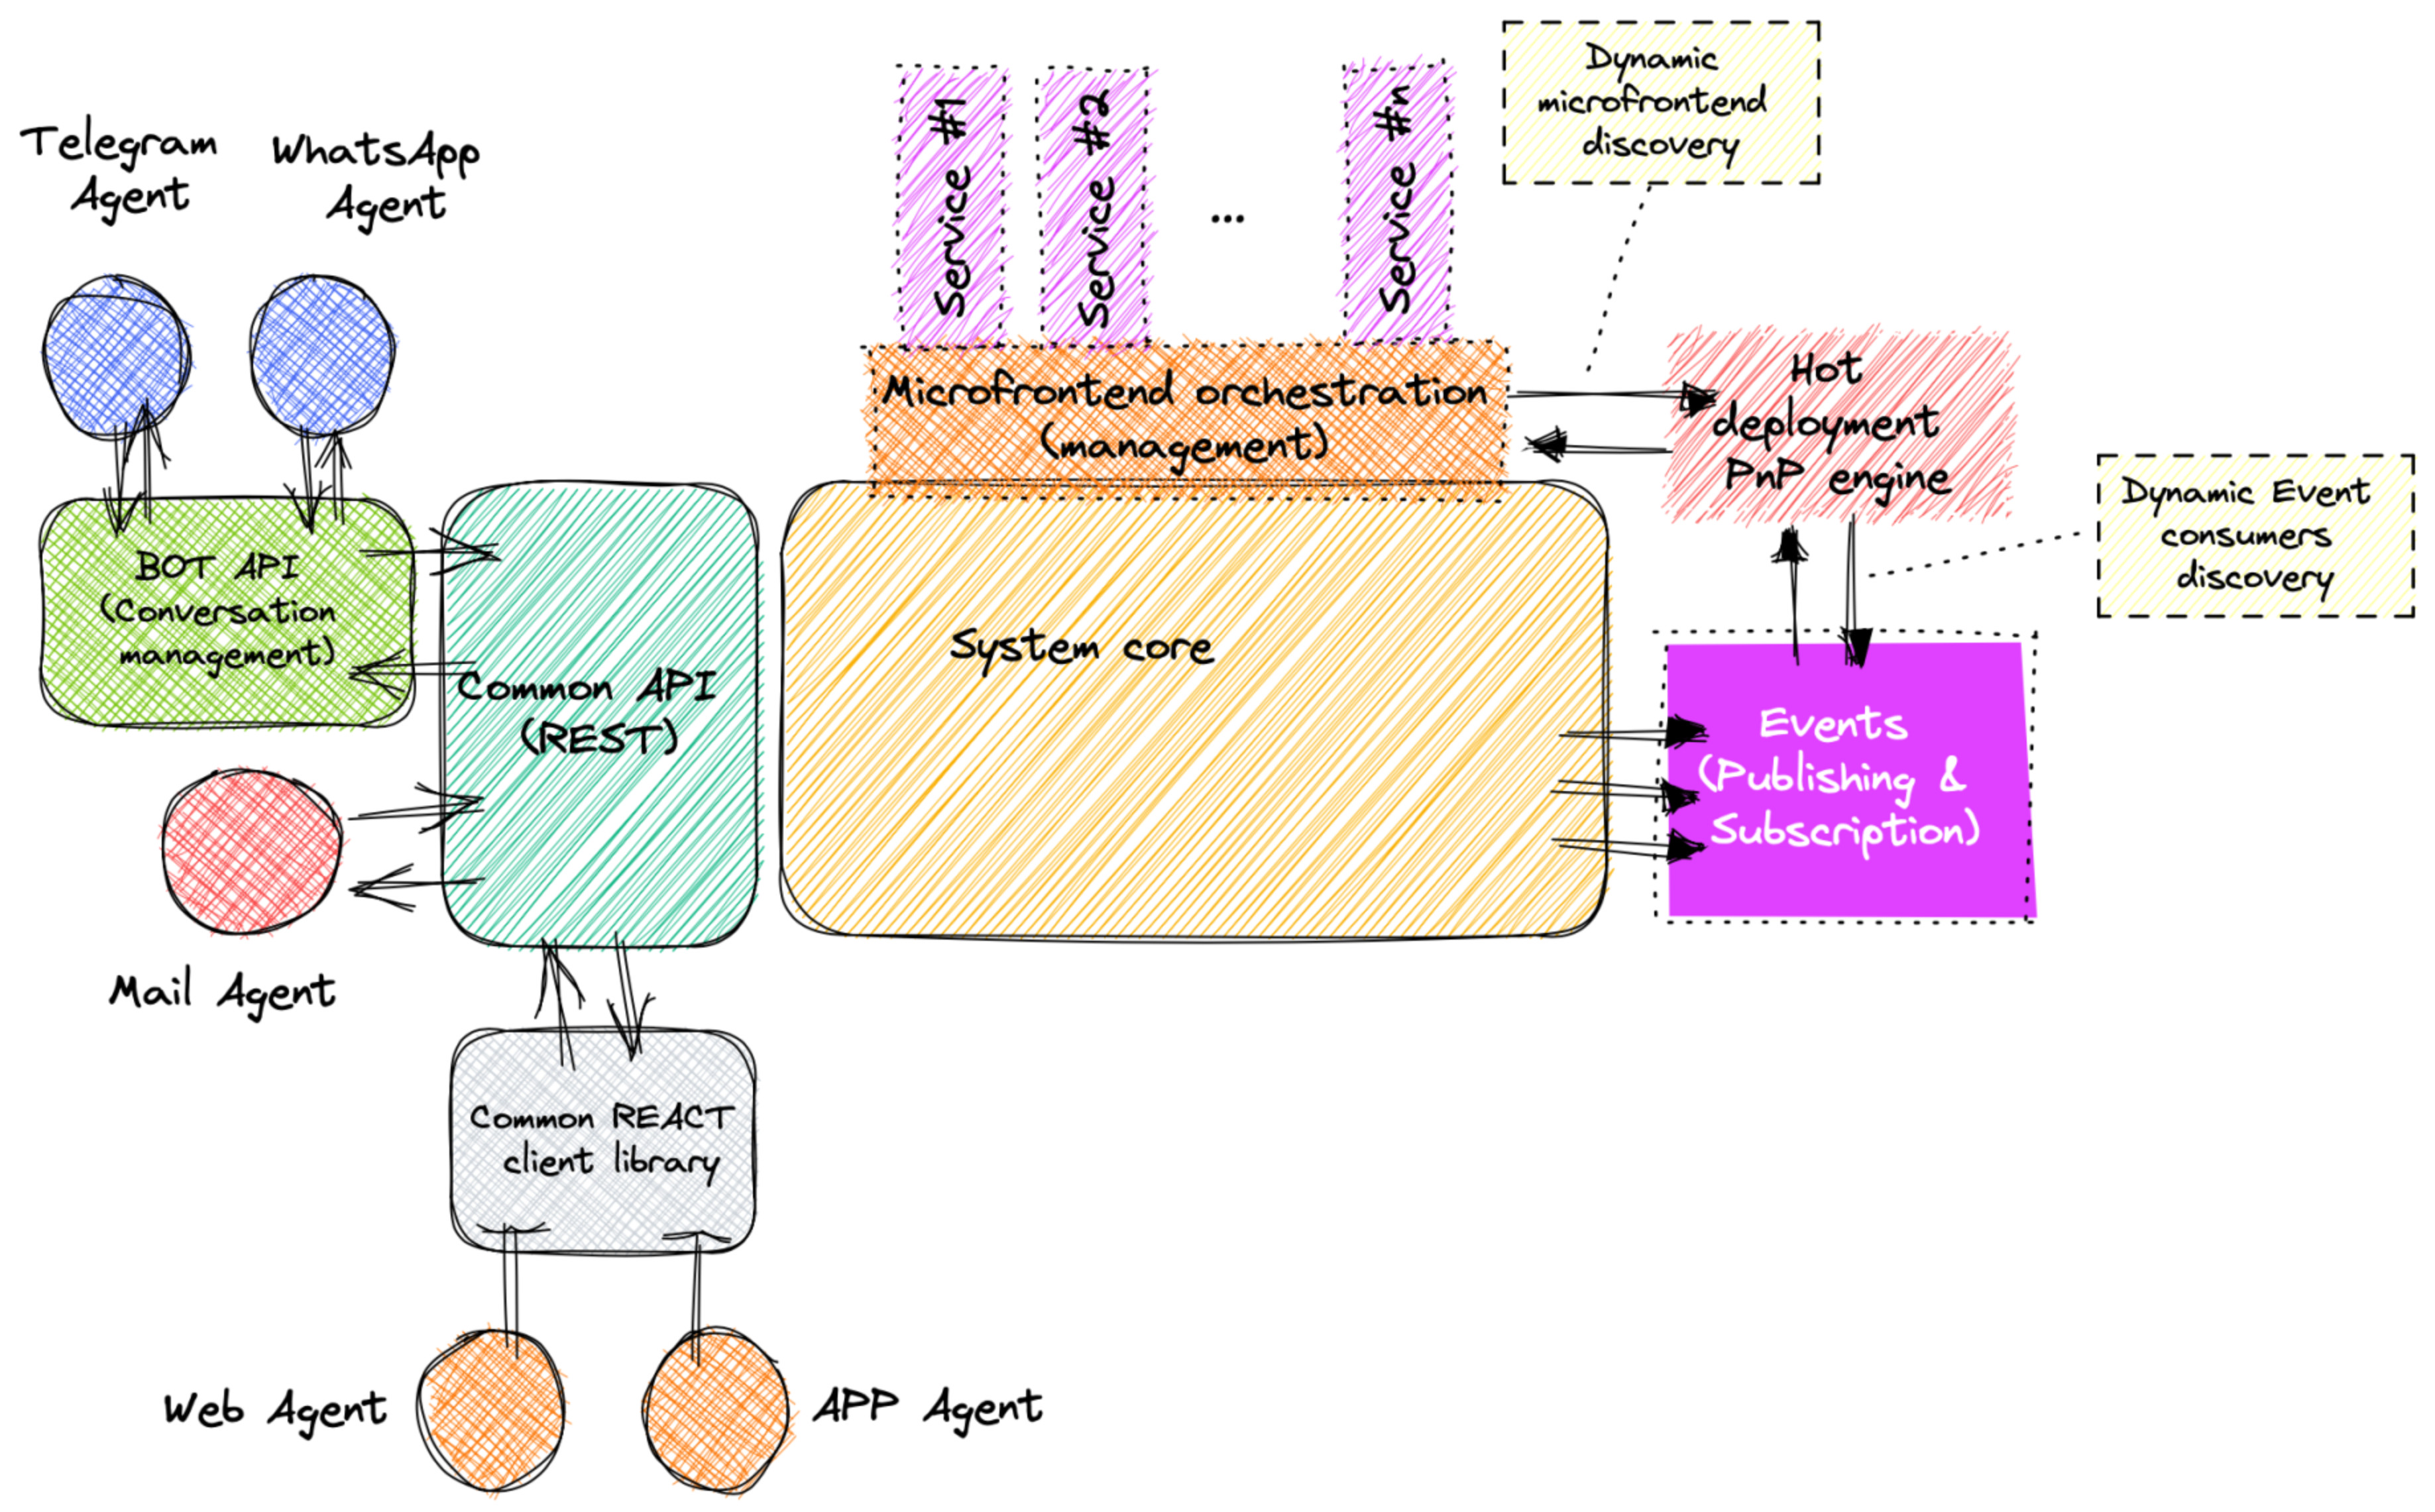 Telegram
Agent
WhatsApp
Agent
Service #1
Service #2
...
Service #n
Dynamic
microfrontend
discovery
Microfrontend orchestration
(management)
Hot
deployment
PnP engine
Dynamic Event
consumers
discovery
BOT API
(Conversation
management)
Common API
(REST)
System core
Events
(Publishing &
Subscription)
Mail Agent
Common REACT
client library
Web Agent
APP Agent